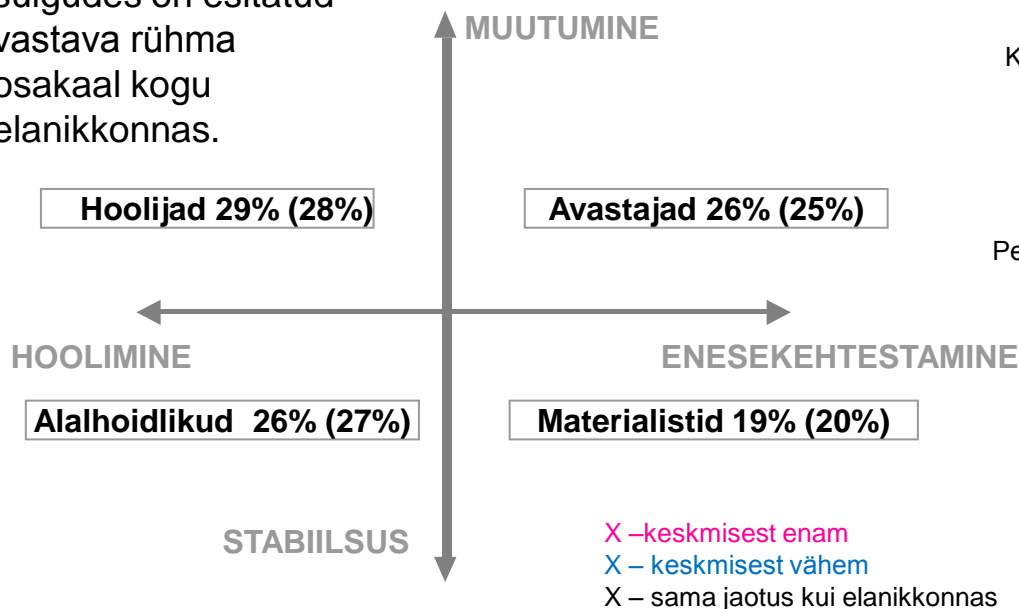 sulgudes on esitatud
vastava rühma
osakaal kogu
elanikkonnas.
MUUTUMINE
Hoolijad 29% (28%)
Avastajad 26% (25%)
HOOLIMINE
ENESEKEHTESTAMINE
Alalhoidlikud 26% (27%)
Materialistid 19% (20%)
STABIILSUS
X –keskmisest enam
X – keskmisest vähem
X – sama jaotus kui elanikkonnas